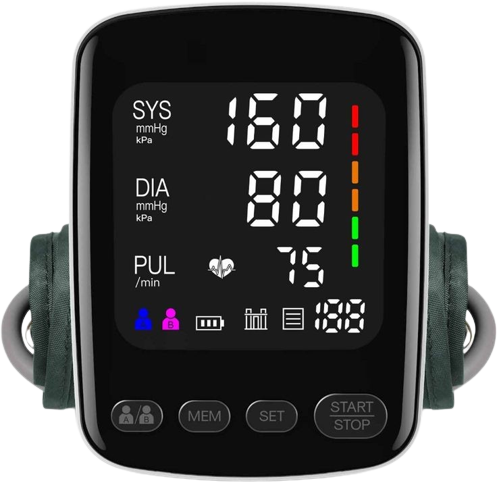 SYS
mmHg
kPa
160
DIA
mmHg
kPa
80
PUL
/min
75
A B 188
A/B MEM SET START
STOP